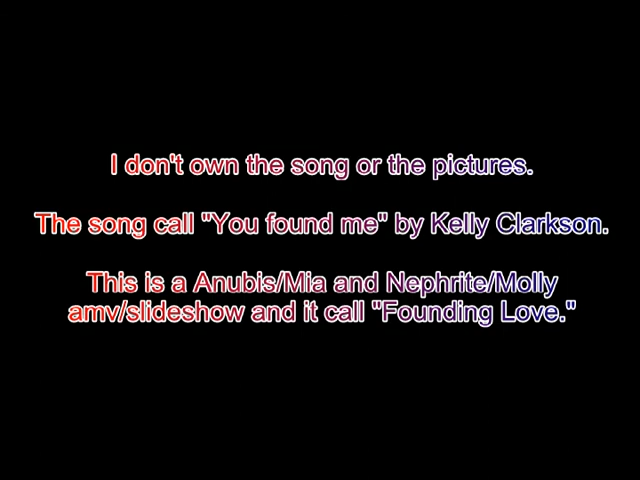 I don't own the song or the pictures.
The song call "You found me" by Kelly Clarkson.
This is a Anubis/Mia and Nephrite/Molly
amv/slideshow and it call "Founding Love."